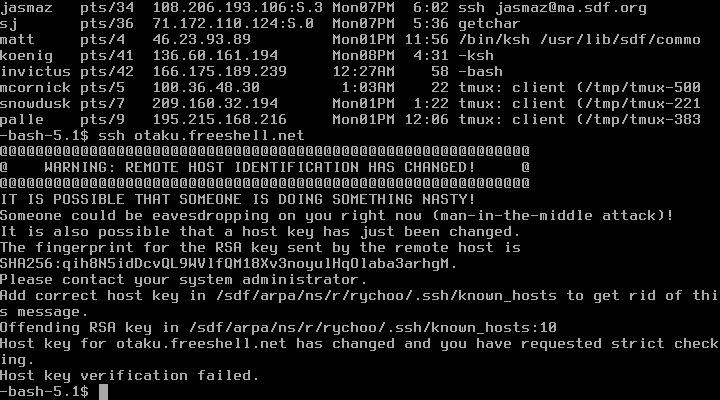 jasmaz   pts/34  108.206.193.106:S.3 Mon07PM  6:02 ssh jasmaz@ma.sdf.org
sj       pts/36  71.172.110.124:S.0  Mon07PM  5:36 getchar
matt     pts/4   46.23.93.89         Mon01PM 11:56 /bin/ksh /usr/lib/sdf/commo
koenig   pts/41  136.60.161.194      Mon08PM  4:31 -ksh
invictus pts/42  166.175.189.239     12:27AM    58 -bash
mcornick pts/5   100.36.48.30         1:03AM    22 tmux: client (/tmp/tmux-500
snowdusk pts/7   209.160.32.194      Mon01PM  1:22 tmux: client (/tmp/tmux-221
palle    pts/9   195.215.168.216     Mon01PM 12:06 tmux: client (/tmp/tmux-383
-bash-5.1$ ssh otaku.freeshell.net
@@@@@@@@@@@@@@@@@@@@@@@@@@@@@@@@@@@@@@@@@@@@@@@@@@@@@@@@@@@
@    WARNING: REMOTE HOST IDENTIFICATION HAS CHANGED!     @
@@@@@@@@@@@@@@@@@@@@@@@@@@@@@@@@@@@@@@@@@@@@@@@@@@@@@@@@@@@
IT IS POSSIBLE THAT SOMEONE IS DOING SOMETHING NASTY!
Someone could be eavesdropping on you right now (man-in-the-middle attack)!
It is also possible that a host key has just been changed.
The fingerprint for the RSA key sent by the remote host is
SHA256:qih8N5idDcvQL9WVlfQM18Xv3noyulHqOlaba3arhgM.
Please contact your system administrator.
Add correct host key in /sdf/arpa/ns/r/rychoo/.ssh/known_hosts to get rid of thi
s message.
Offending RSA key in /sdf/arpa/ns/r/rychoo/.ssh/known_hosts:10
Host key for otaku.freeshell.net has changed and you have requested strict check
ing.
Host key verification failed.
-bash-5.1$